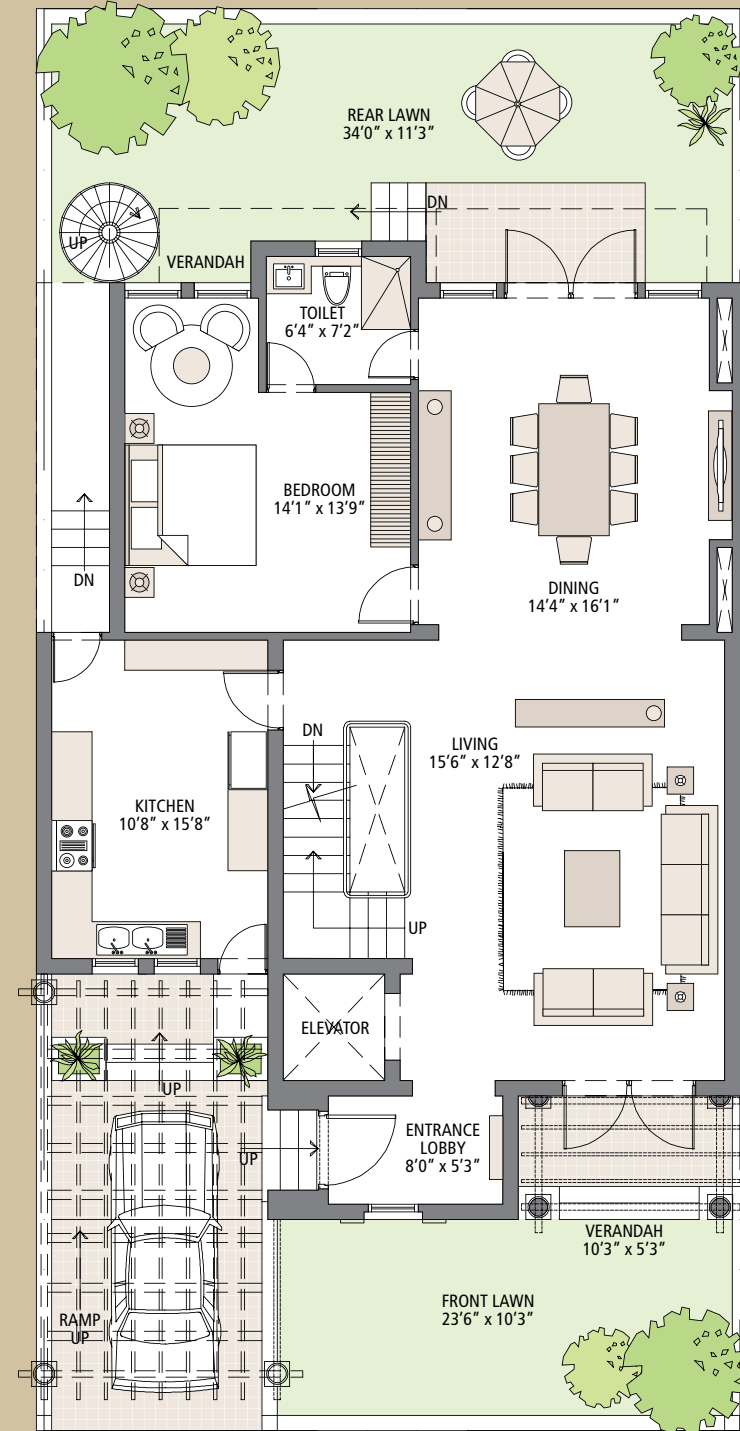 REAR LAWN
34'0" x 11'3"
DN
UP
VERANDAH
TOILET
6'4" x 7'2"
BEDROOM
14'1" x 13'9"
DN
DINING
14'4" x 16'1"
DN
LIVING
15'6" x 12'8"
KITCHEN
10'8" x 15'8"
UP
ELEVATOR
UP
ENTRANCE
LOBBY
8'0" x 5'3"
UP
VERANDAH
10'3" x 5'3"
FRONT LAWN
23'6" x 10'3"
RAMP
UP